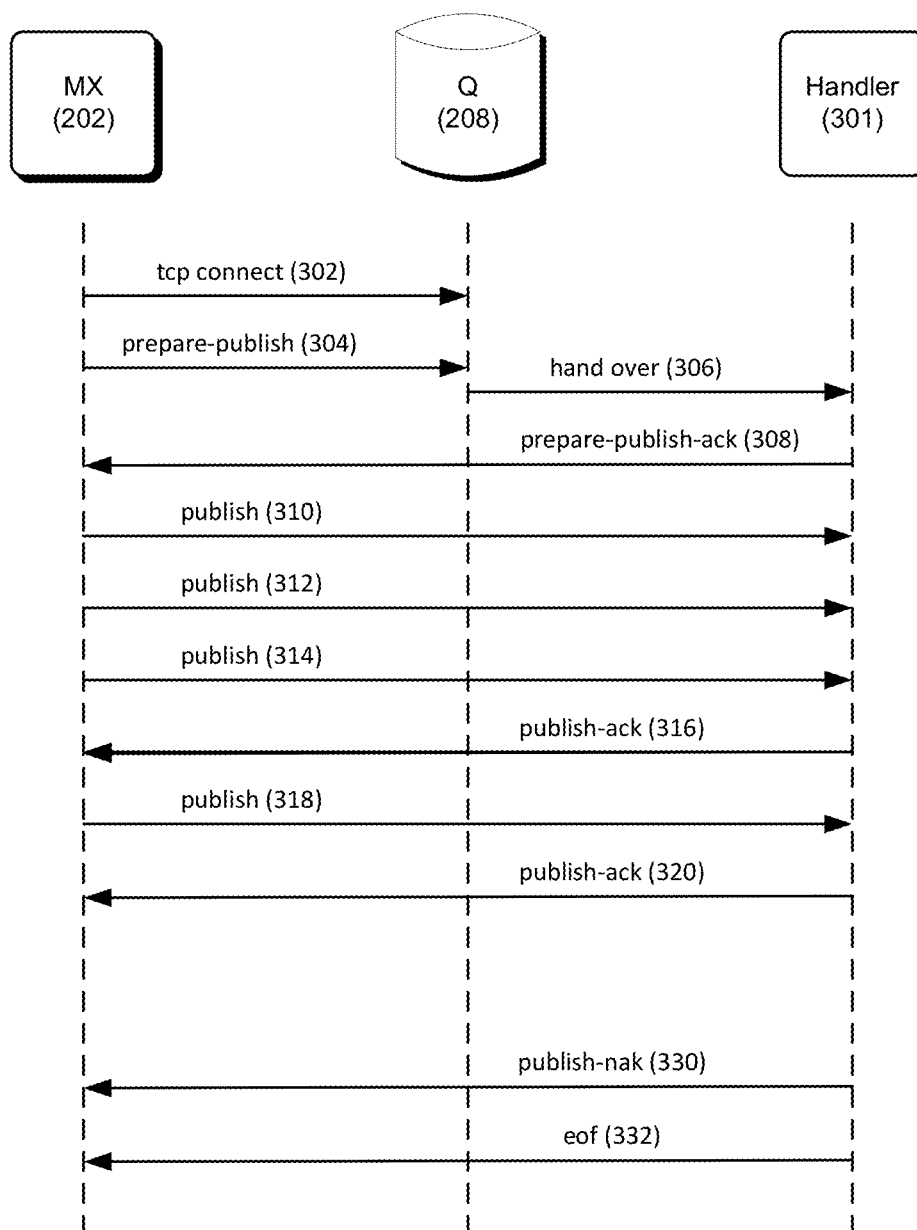 MX
(202)
Q
(208)
Handler
(301)
tcp connect (302)
prepare-publish (304)
hand over (306)
prepare-publish-ack (308)
publish (310)
publish (312)
publish (314)
publish-ack (316)
publish (318)
publish-ack (320)
publish-nak (330)
eof (332)